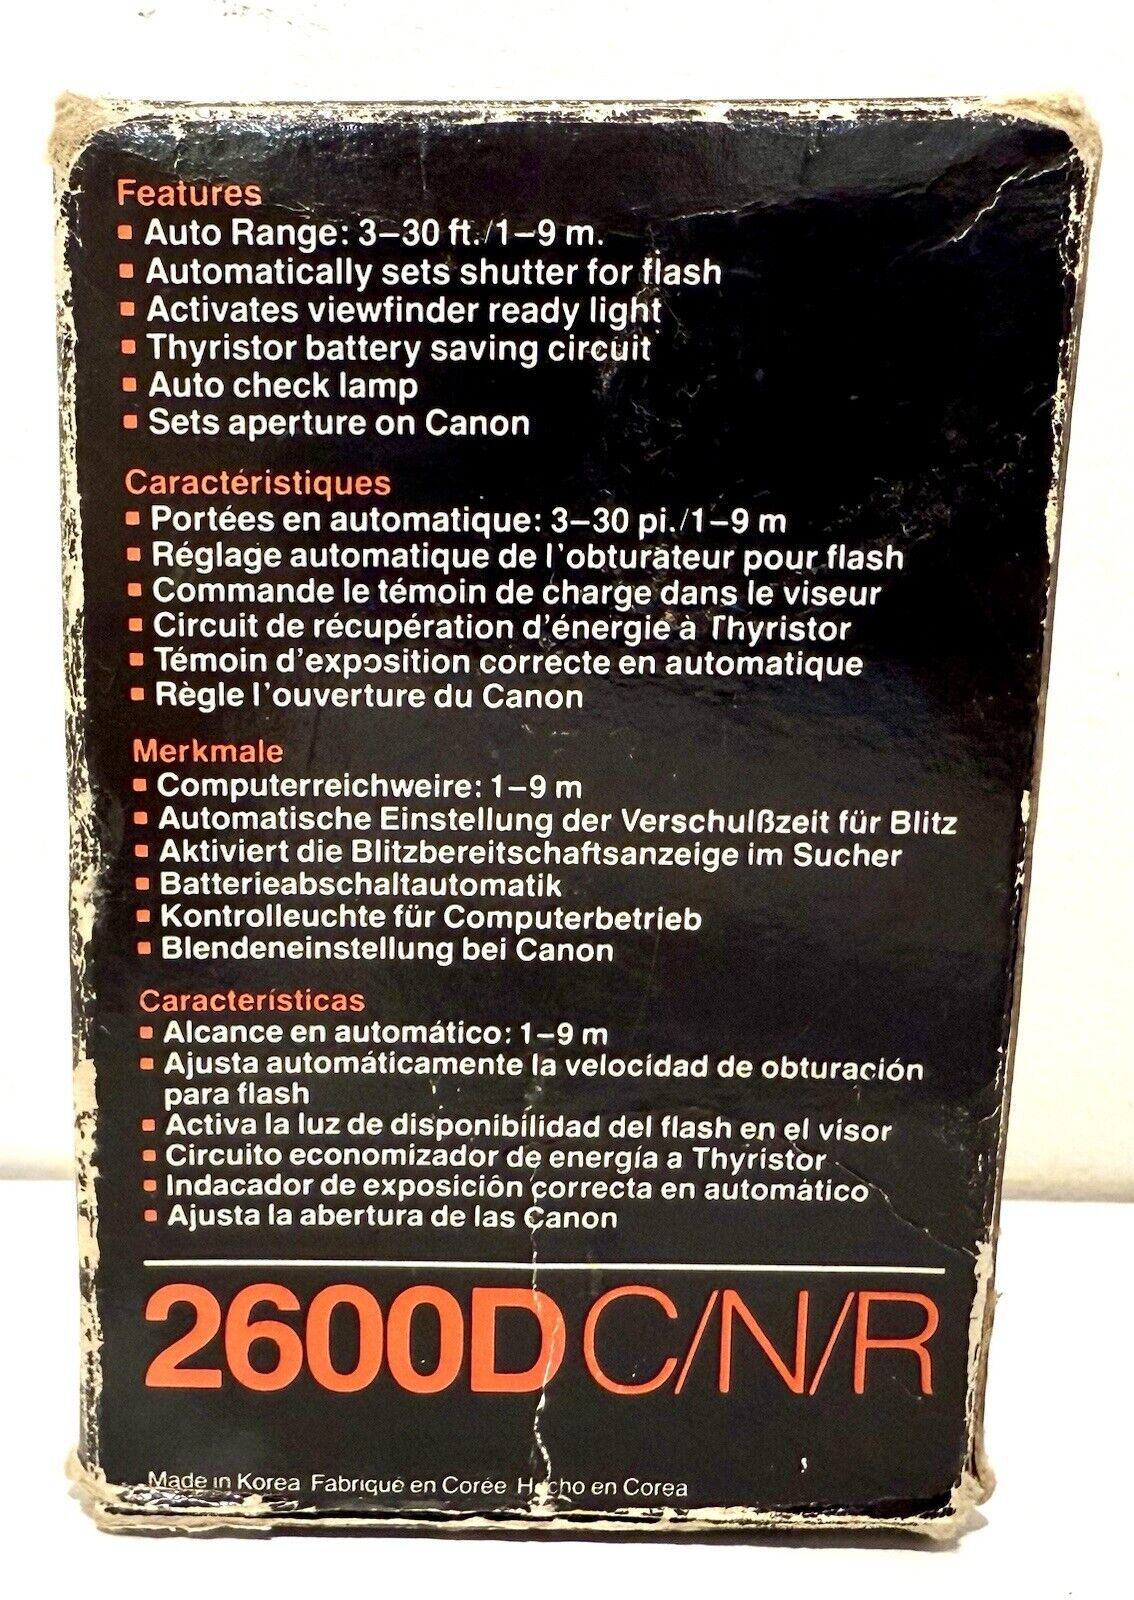 Features
Auto Range: 3–30 ft./1–9 m.
Automatically sets shutter for flash
Activates viewfinder ready light
Thyristor battery saving circuit
Auto check lamp
Sets aperture on Canon
Caractéristiques
Portées en automatique: 3–30 pi./1–9 m
Réglage automatique de l'obturateur pour flash
Commande le témoin de charge dans le viseur
Circuit de récupération d'énergie à Thyristor
Témoin d'exposition correcte en automatique
Règle l'ouverture du Canon
Merkmale
Computerreichweire: 1–9 m
Automatische Einstellung der Verschulßzeit für Blitz
Aktiviert die Blitzbereitschaftsanzeige im Sucher
Batterieabschaltautomatik
Kontrolleuchte für Computerbetrieb
Blendeneinstellung bei Canon
Características
Alcance en automático: 1–9 m
Ajusta automáticamente la velocidad de obturación
para flash
Activa la luz de disponibilidad del flash en el visor
Circuito economizador de energía a Thyristor
Indacador de exposición correcta en automático
Ajusta la abertura de las Canon
2600D C/N/R
Made in Korea Fabriqué en Corée Hecho en Corea